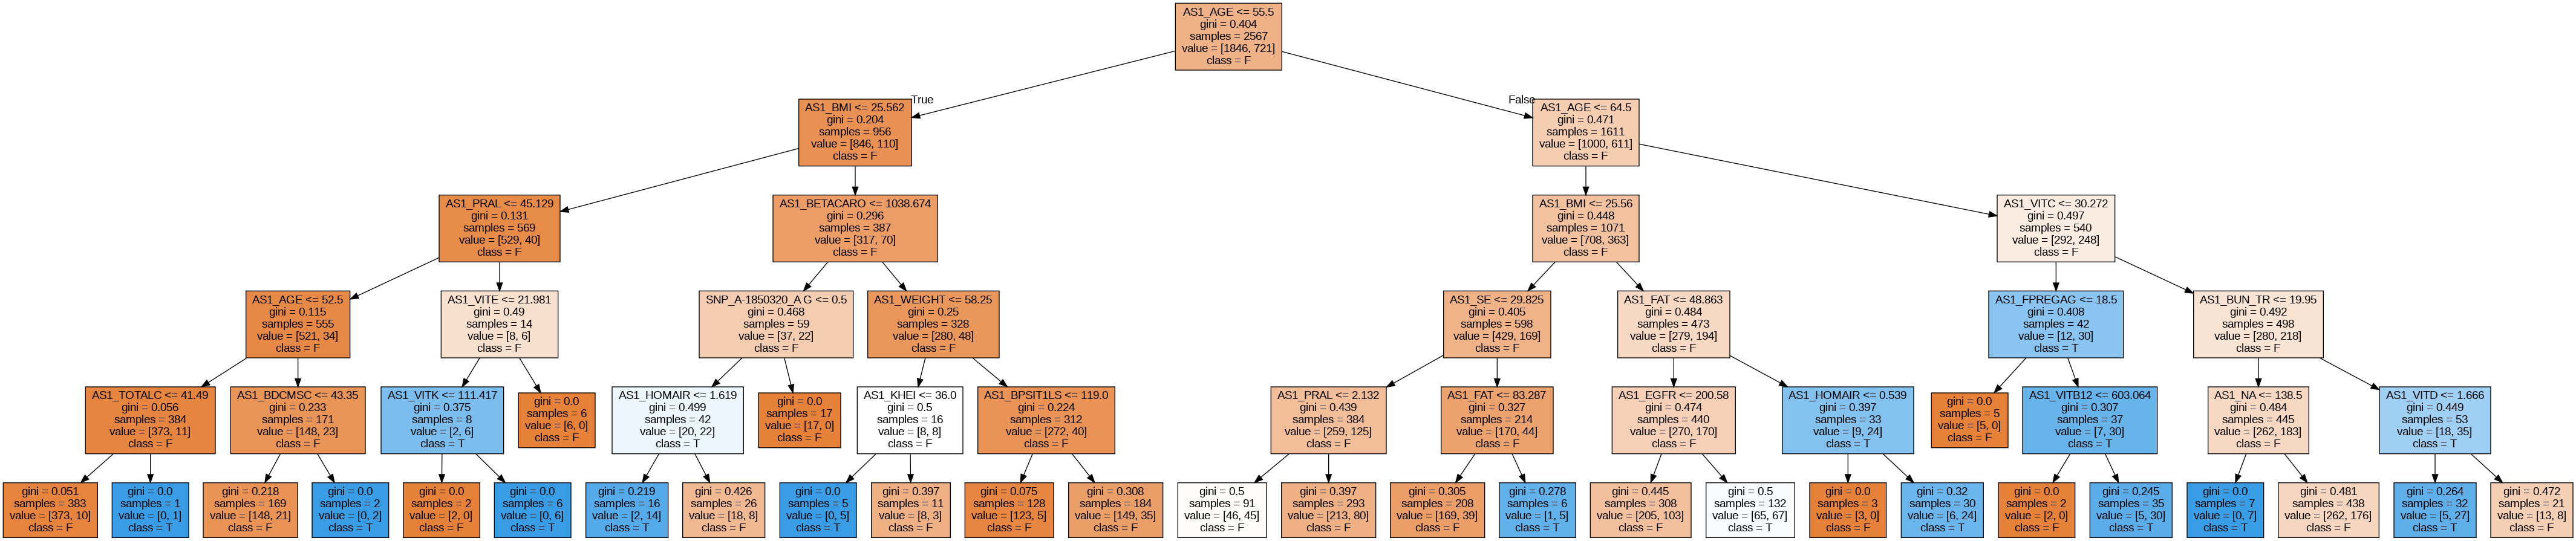 AS1_AGE <= 55.5
gini = 0.404
samples = 2567
value = [1846, 721]
class = F
True
False
AS1_BMI <= 25.562
gini = 0.204
samples = 956
value = [846, 110]
class = F
AS1_AGE <= 64.5
gini = 0.471
samples = 1611
value = [1000, 611]
class = F
AS1_PRAL <= 45.129
gini = 0.131
samples = 569
value = [529, 40]
class = F
AS1_BETACARO <= 1038.674
gini = 0.296
samples = 387
value = [317, 70]
class = F
AS1_BMI <= 25.56
gini = 0.448
samples = 1071
value = [708, 363]
class = F
AS1_VITC <= 30.272
gini = 0.497
samples = 540
value = [292, 248]
class = F
AS1_AGE <= 52.5
gini = 0.115
samples = 555
value = [521, 34]
class = F
AS1_VITE <= 21.981
gini = 0.49
samples = 14
value = [8, 6]
class = F
SNP_A-1850320_A G <= 0.5
gini = 0.468
samples = 59
value = [37, 22]
class = F
AS1_WEIGHT <= 58.25
gini = 0.25
samples = 328
value = [280, 48]
class = F
AS1_SE <= 29.825
gini = 0.405
samples = 598
value = [429, 169]
class = F
AS1_FAT <= 48.863
gini = 0.484
samples = 473
value = [279, 194]
class = F
AS1_FPREGAG <= 18.5
gini = 0.408
samples = 42
value = [12, 30]
class = T
AS1_BUN_TR <= 19.95
gini = 0.492
samples = 498
value = [280, 218]
class = F
AS1_TOTALC <= 41.49
gini = 0.056
samples = 384
value = [373, 11]
class = F
AS1_BDCMSC <= 43.35
gini = 0.233
samples = 171
value = [148, 23]
class = F
AS1_VITK <= 111.417
gini = 0.375
samples = 8
value = [2, 6]
class = T
gini = 0.0
samples = 6
value = [6, 0]
class = F
AS1_HOMAIR <= 1.619
gini = 0.499
samples = 42
value = [20, 22]
class = T
gini = 0.0
samples = 17
value = [17, 0]
class = F
AS1_KHEI <= 36.0
gini = 0.5
samples = 16
value = [8, 8]
class = F
AS1_BPSIT1LS <= 119.0
gini = 0.224
samples = 312
value = [272, 40]
class = F
AS1_PRAL <= 2.132
gini = 0.439
samples = 384
value = [259, 125]
class = F
AS1_FAT <= 83.287
gini = 0.327
samples = 214
value = [170, 44]
class = F
AS1_EGFR <= 200.58
gini = 0.474
samples = 440
value = [270, 170]
class = F
AS1_HOMAIR <= 0.539
gini = 0.397
samples = 33
value = [9, 24]
class = T
gini = 0.0
samples = 5
value = [5, 0]
class = F
AS1_VITB12 <= 603.064
gini = 0.307
samples = 37
value = [7, 30]
class = T
AS1_NA <= 138.5
gini = 0.484
samples = 445
value = [262, 183]
class = F
AS1_VITD <= 1.666
gini = 0.449
samples = 53
value = [18, 35]
class = T
gini = 0.051
samples = 383
value = [373, 10]
class = F
gini = 0.0
samples = 1
value = [0, 1]
class = T
gini = 0.218
samples = 169
value = [148, 21]
class = F
gini = 0.0
samples = 2
value = [0, 2]
class = T
gini = 0.0
samples = 2
value = [2, 0]
class = F
gini = 0.0
samples = 6
value = [0, 6]
class = T
gini = 0.219
samples = 16
value = [2, 14]
class = T
gini = 0.426
samples = 26
value = [18, 8]
class = F
gini = 0.0
samples = 5
value = [0, 5]
class = T
gini = 0.397
samples = 11
value = [8, 3]
class = F
gini = 0.075
samples = 128
value = [123, 5]
class = F
gini = 0.308
samples = 184
value = [149, 35]
class = F
gini = 0.5
samples = 91
value = [46, 45]
class = F
gini = 0.397
samples = 293
value = [213, 80]
class = F
gini = 0.305
samples = 208
value = [169, 39]
class = F
gini = 0.278
samples = 6
value = [1, 5]
class = T
gini = 0.445
samples = 308
value = [205, 103]
class = F
gini = 0.5
samples = 132
value = [65, 67]
class = T
gini = 0.0
samples = 3
value = [3, 0]
class = F
gini = 0.32
samples = 30
value = [6, 24]
class = T
gini = 0.0
samples = 2
value = [2, 0]
class = F
gini = 0.245
samples = 35
value = [5, 30]
class = T
gini = 0.0
samples = 7
value = [0, 7]
class = T
gini = 0.481
samples = 438
value = [262, 176]
class = F
gini = 0.264
samples = 32
value = [5, 27]
class = T
gini = 0.472
samples = 21
value = [13, 8]
class = F